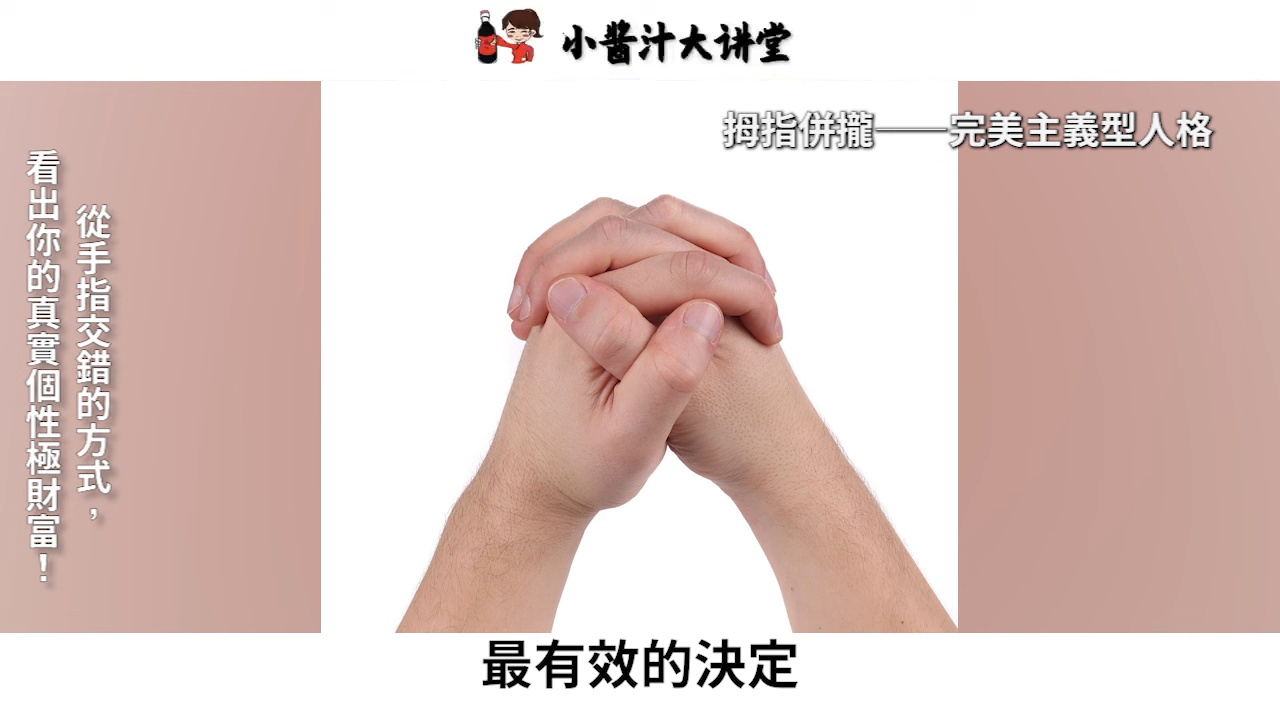 小酱汁大讲堂
拇指併攏——完美主義型人格
從手指交錯的方式，
看出你的真實個性極財富！
最有效的決定